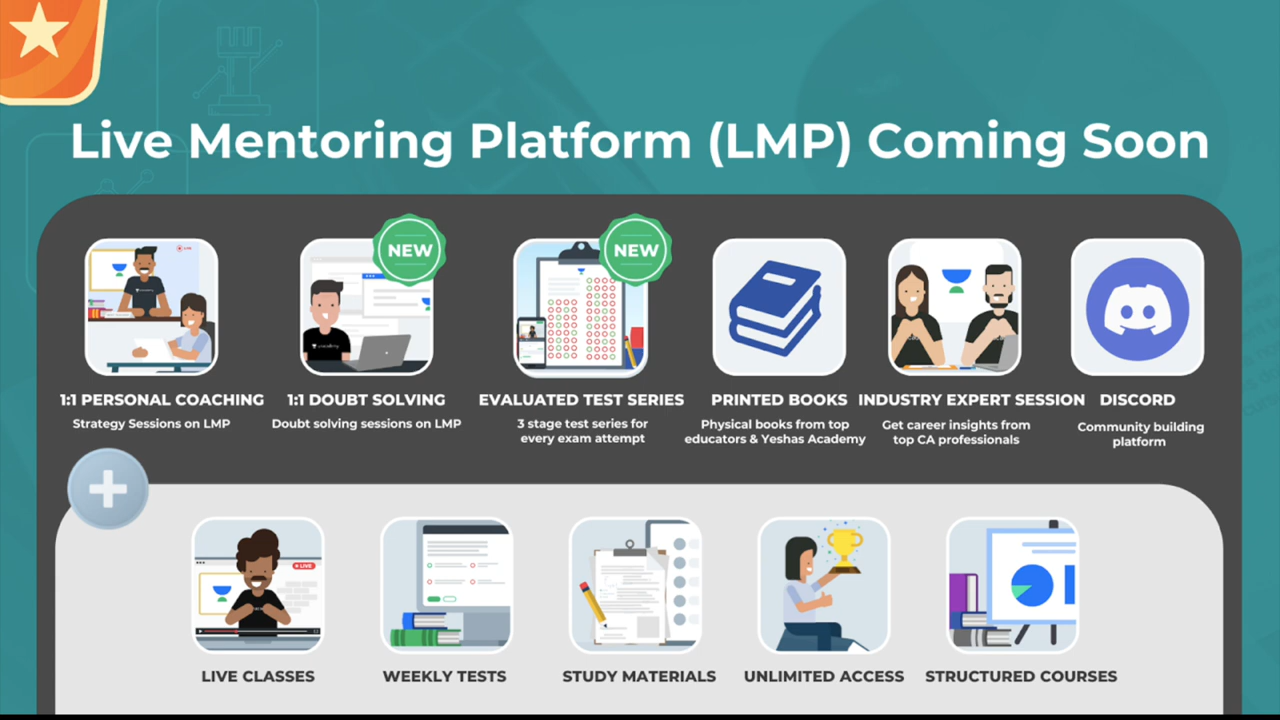 Live Mentoring Platform (LMP) Coming Soon
NEW
NEW
1:1 PERSONAL COACHING
Strategy Sessions on LMP
1:1 DOUBT SOLVING
Doubt solving sessions on LMP
EVALUATED TEST SERIES
3 stage test series for
every exam attempt
PRINTED BOOKS
Physical books from top
educators & Yeshas Academy
INDUSTRY EXPERT SESSION
Get career insights from
top CA professionals
DISCORD
Community building
platform
LIVE
LIVE CLASSES
WEEKLY TESTS
STUDY MATERIALS
UNLIMITED ACCESS
STRUCTURED COURSES